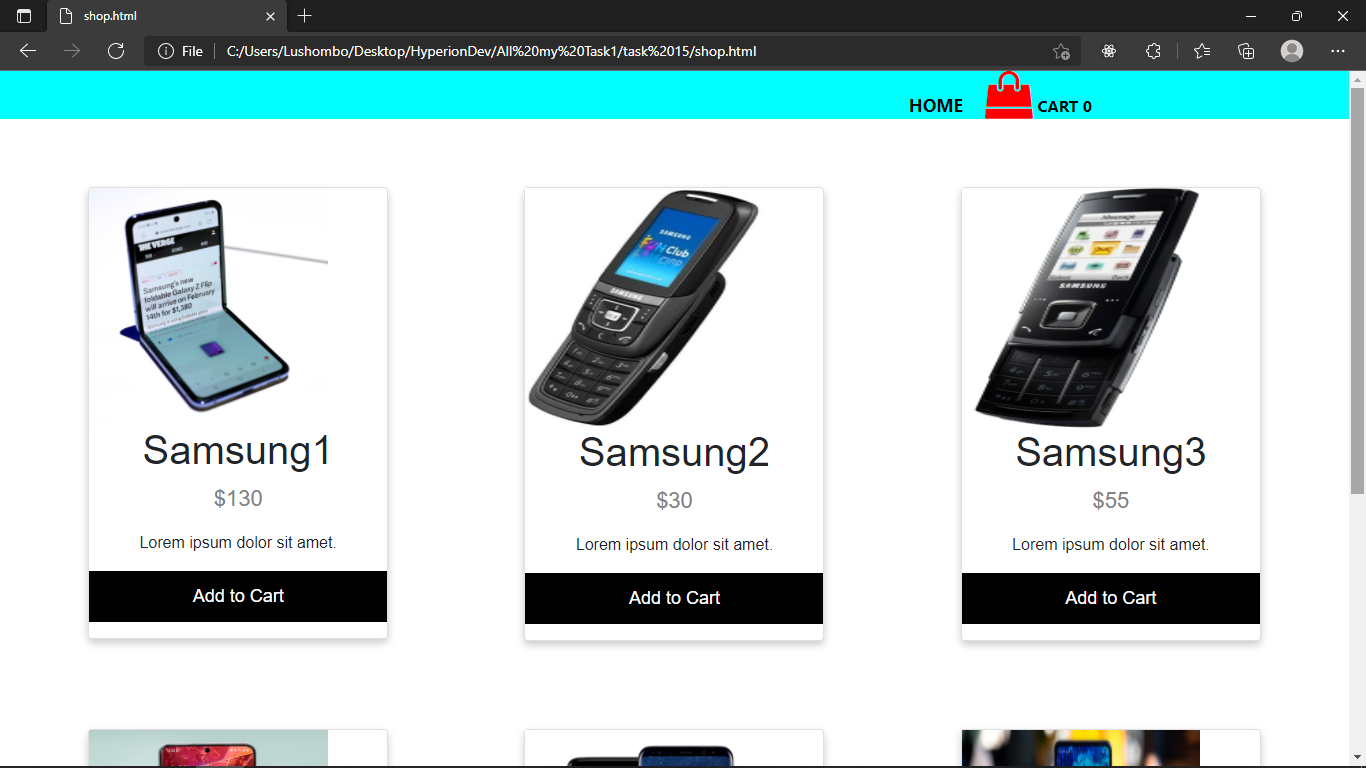 shop.html
File
C:/Users/Lushombo/Desktop/HyperionDev/All%20my%20Task1/task%2015/shop.html
HOME
CART 0
THE VERGE
Samsung's new
foldable Galaxy Z Flip
will arrive on February
14th for $1,380
SAMSUNG
Club
SAMSUNG
Message
SAMSUNG
Samsung1
Samsung2
Samsung3
$130
$30
$55
Lorem ipsum dolor sit amet.
Lorem ipsum dolor sit amet.
Lorem ipsum dolor sit amet.
Add to Cart
Add to Cart
Add to Cart